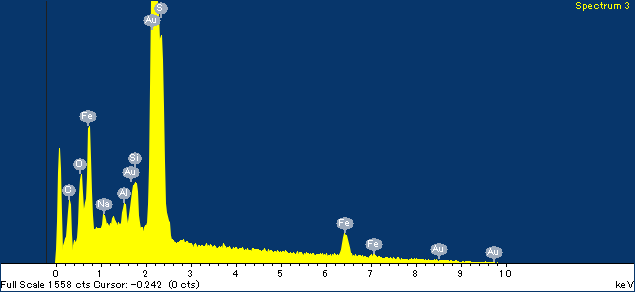 Spectrum 3
S
Au
Fe
O
Si
C
Au
Na
Al
Fe
Fe
Au
Au
0 1 2 3 4 5 6 7 8 9 10
Full Scale 1558 cts Cursor: -0.242 (0 cts) keV